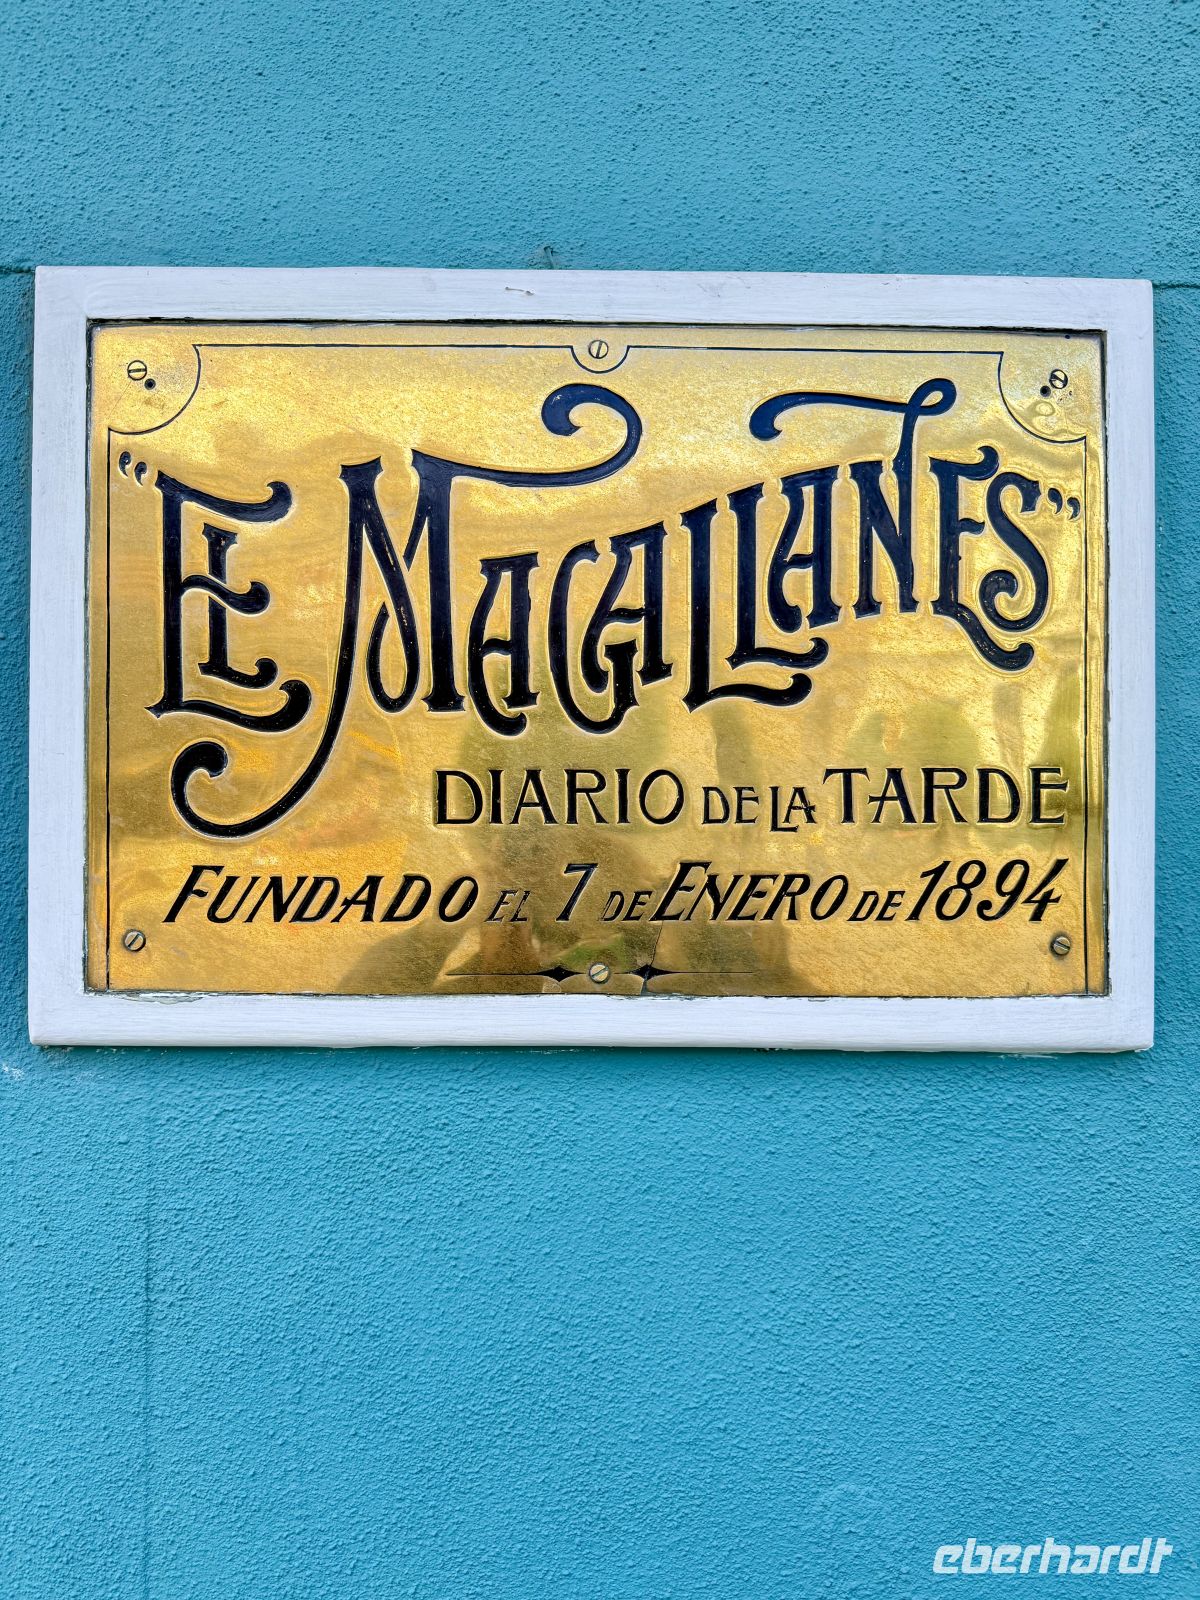 "EL MAGALLANES"
DIARIO DE LA TARDE
FUNDADO EL 7 DE ENERO DE 1894
eberhardt